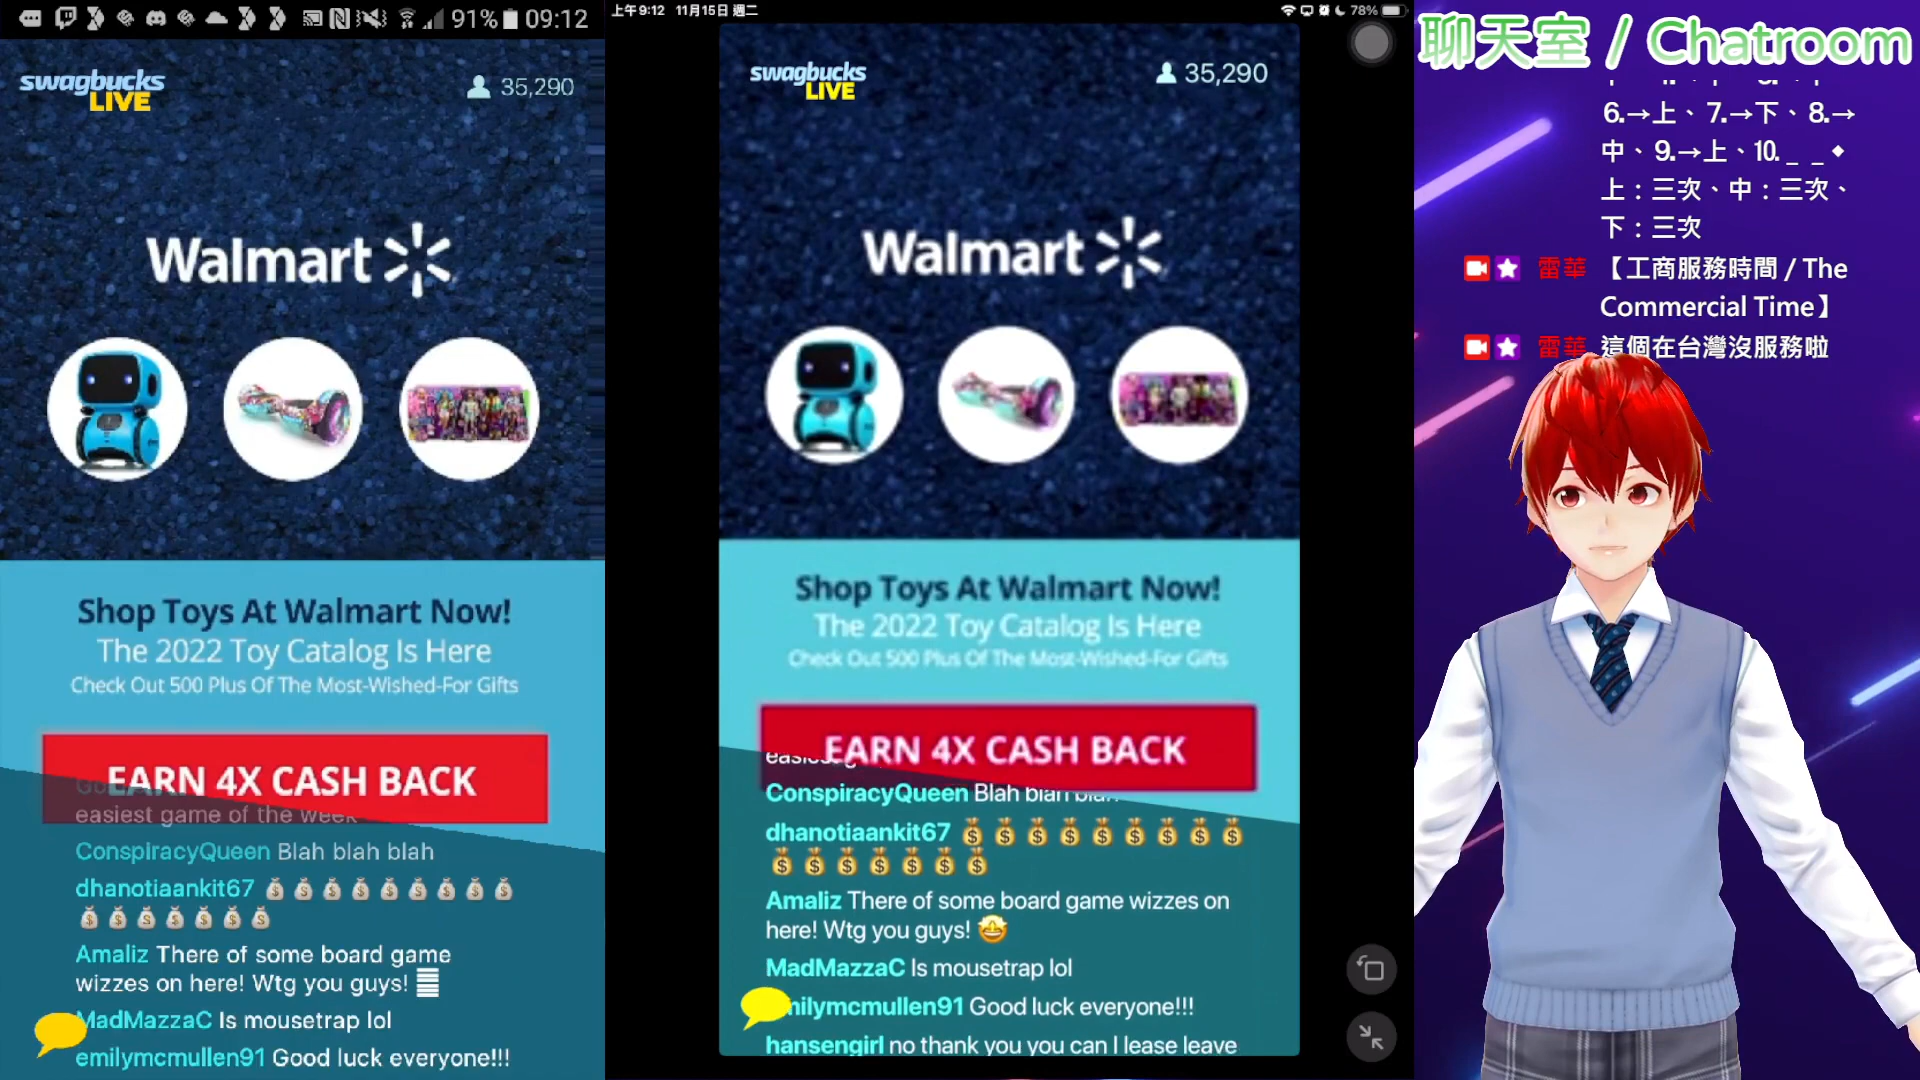 91% 09:12
swagbucks
LIVE
35,290
Walmart
Shop Toys At Walmart Now!
The 2022 Toy Catalog Is Here
Check Out 500 Plus Of The Most-Wished-For Gifts
EARN 4X CASH BACK
easiest game of the week
ConspiracyQueen Blah blah blah
dhanotiaankit67 💰💰💰💰💰💰💰💰💰
💰💰💰💰💰💰💰
Amaliz There of some board game
wizzes on here! Wtg you guys!
MadMazzaC Is mousetrap lol
emilymcmullen91 Good luck everyone!!!
上午9:12 11月15日 週二
78%
swagbucks
LIVE
35,290
Walmart
Shop Toys At Walmart Now!
The 2022 Toy Catalog Is Here
Check Out 500 Plus Of The Most-Wished-For Gifts
EARN 4X CASH BACK
ConspiracyQueen Blah blah blah
dhanotiaankit67 💰💰💰💰💰💰💰💰💰
💰💰💰💰💰💰💰
Amaliz There of some board game wizzes on
here! Wtg you guys! 🤩
MadMazzaC Is mousetrap lol
milymcmullen91 Good luck everyone!!!
hansengirl no thank you you can I lease leave
聊天室 / Chatroom
6.→上、7.→下、8.→
中、9.→上、10. _ _ ◆
上：三次、中：三次、
下：三次
雷華 【工商服務時間 / The
Commercial Time】
雷華 這個在台灣沒服務啦